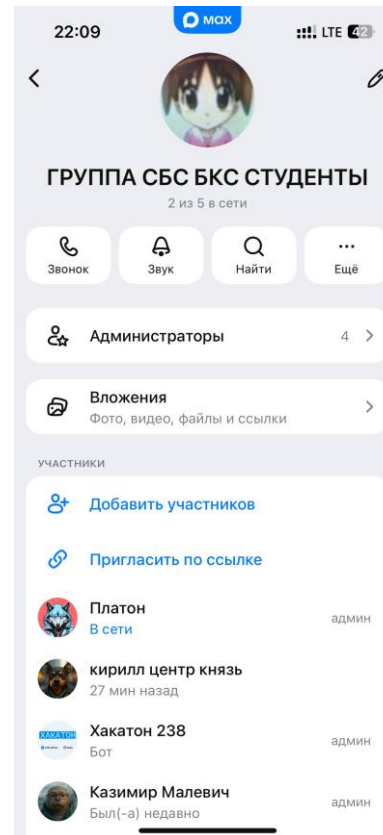 22:09
max
LTE 42
ГРУППА СБС БКС СТУДЕНТЫ
2 из 5 в сети
Звонок
Звук
Найти
Ещё
Администраторы
4
Вложения
Фото, видео, файлы и ссылки
УЧАСТНИКИ
Добавить участников
Пригласить по ссылке
Платон
админ
В сети
кирилл центр князь
27 мин назад
ХАКАТОН
Хакатон 238
админ
Бот
Казимир Малевич
админ
Был(-а) недавно